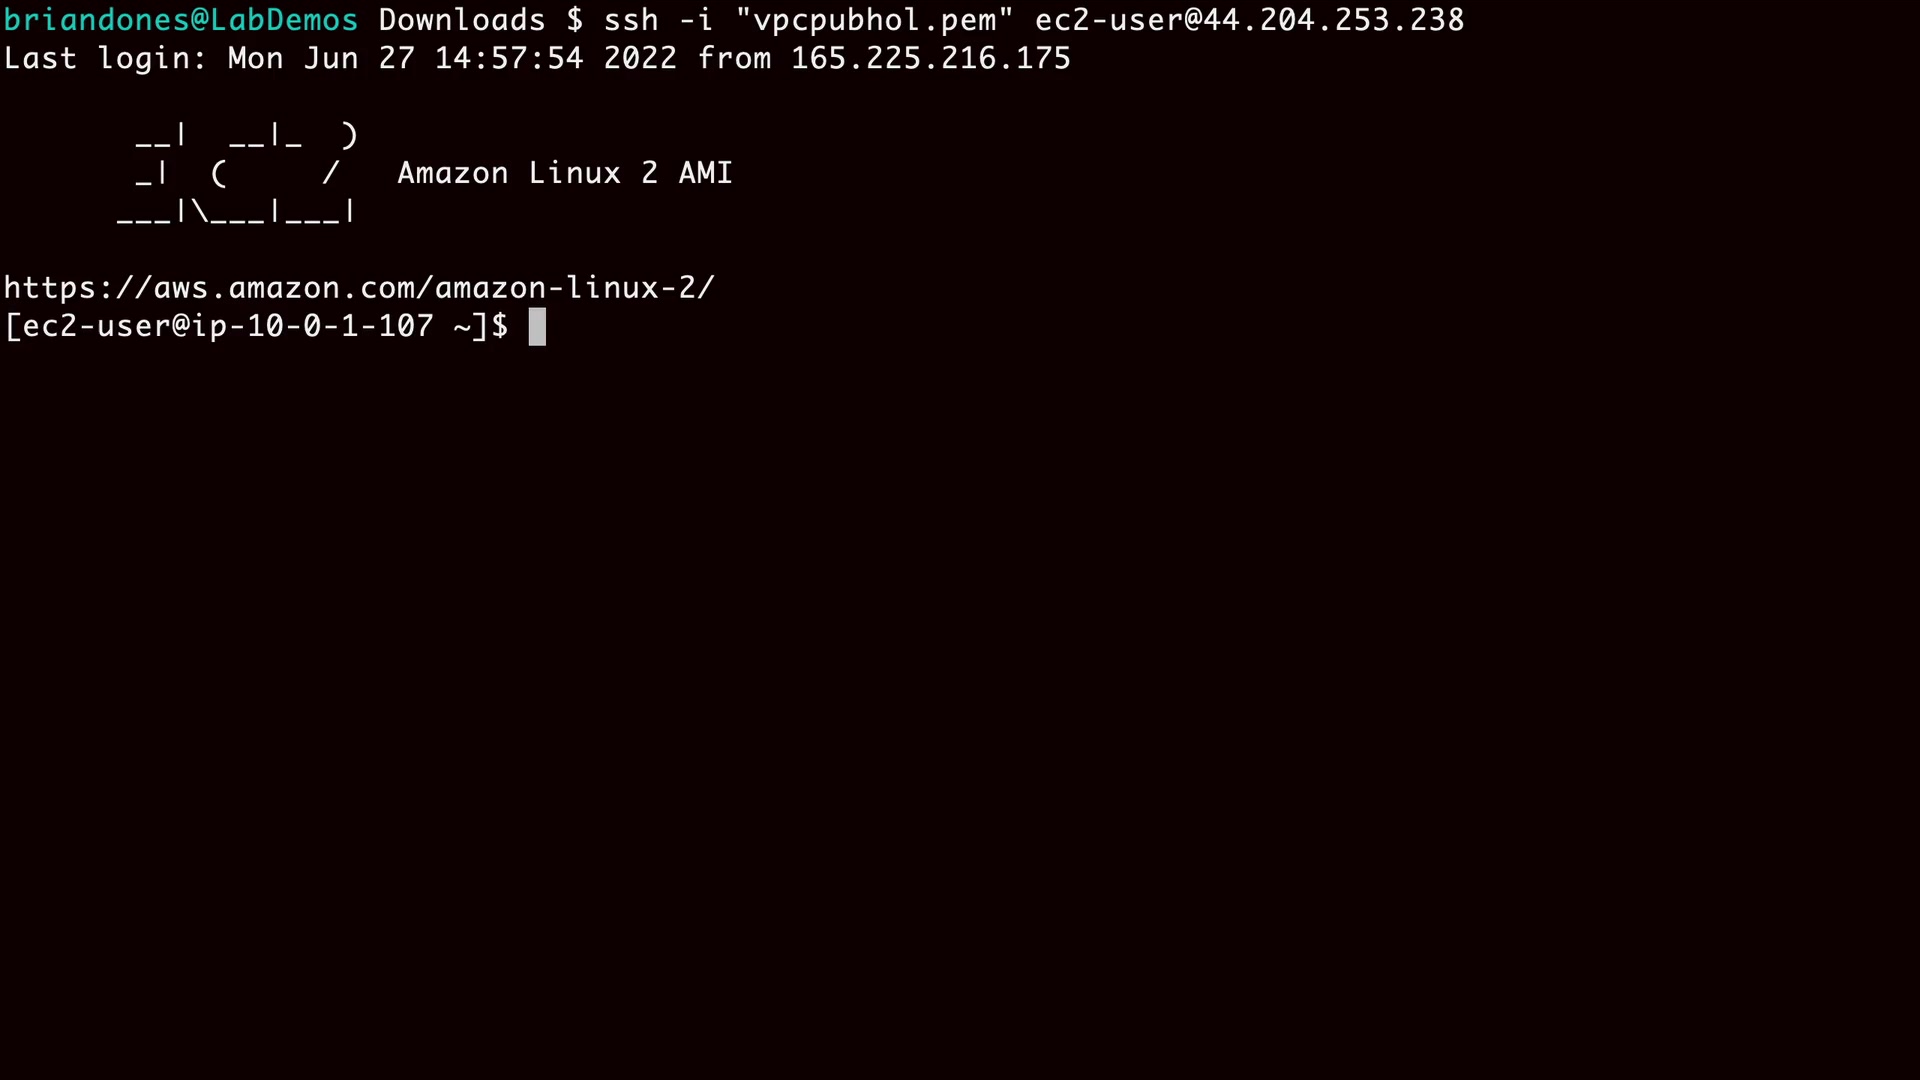 briandones@LabDemos Downloads $ ssh -i "vpcpubhol.pem" ec2-user@44.204.253.238
Last login: Mon Jun 27 14:57:54 2022 from 165.225.216.175

       __|  __|_  )
       _|  (     /   Amazon Linux 2 AMI
      ___|\___|___|

https://aws.amazon.com/amazon-linux-2/
[ec2-user@ip-10-0-1-107 ~]$